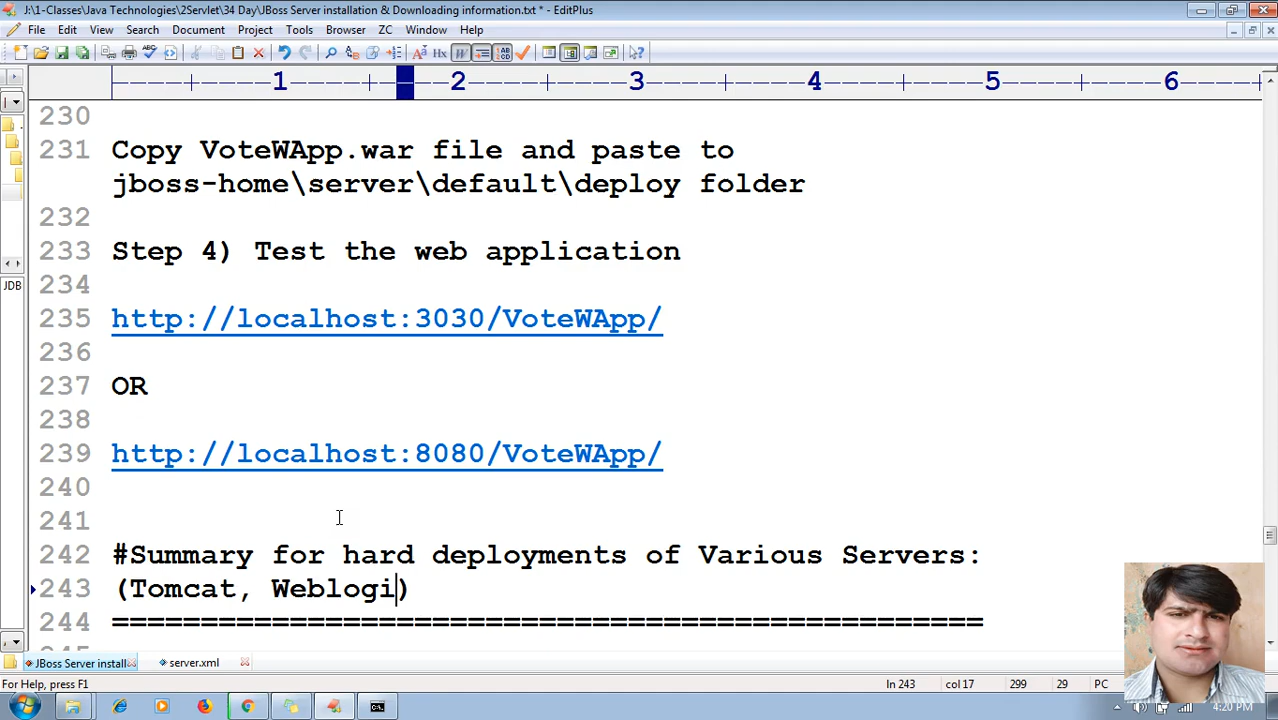 J:\1-Classes\Java Technologies\2Servlet\34 Day\JBoss Server installation & Downloading information.txt * - EditPlus
File Edit View Search Document Project Tools Browser ZC Window Help
----+----1----+----2----+----3----+----4----+----5----+----6----+
230
231 Copy VoteWApp.war file and paste to
jboss-home\server\default\deploy folder
232
233 Step 4) Test the web application
234
JDB
235 http://localhost:3030/VoteWApp/
236
237 OR
238
239 http://localhost:8080/VoteWApp/
240
241
242 #Summary for hard deployments of Various Servers:
243 (Tomcat, Weblogi)
244 =================================================
JBoss Server install server.xml
For Help, press F1 ln 243 col 17 299 29 PC
4:20 PM